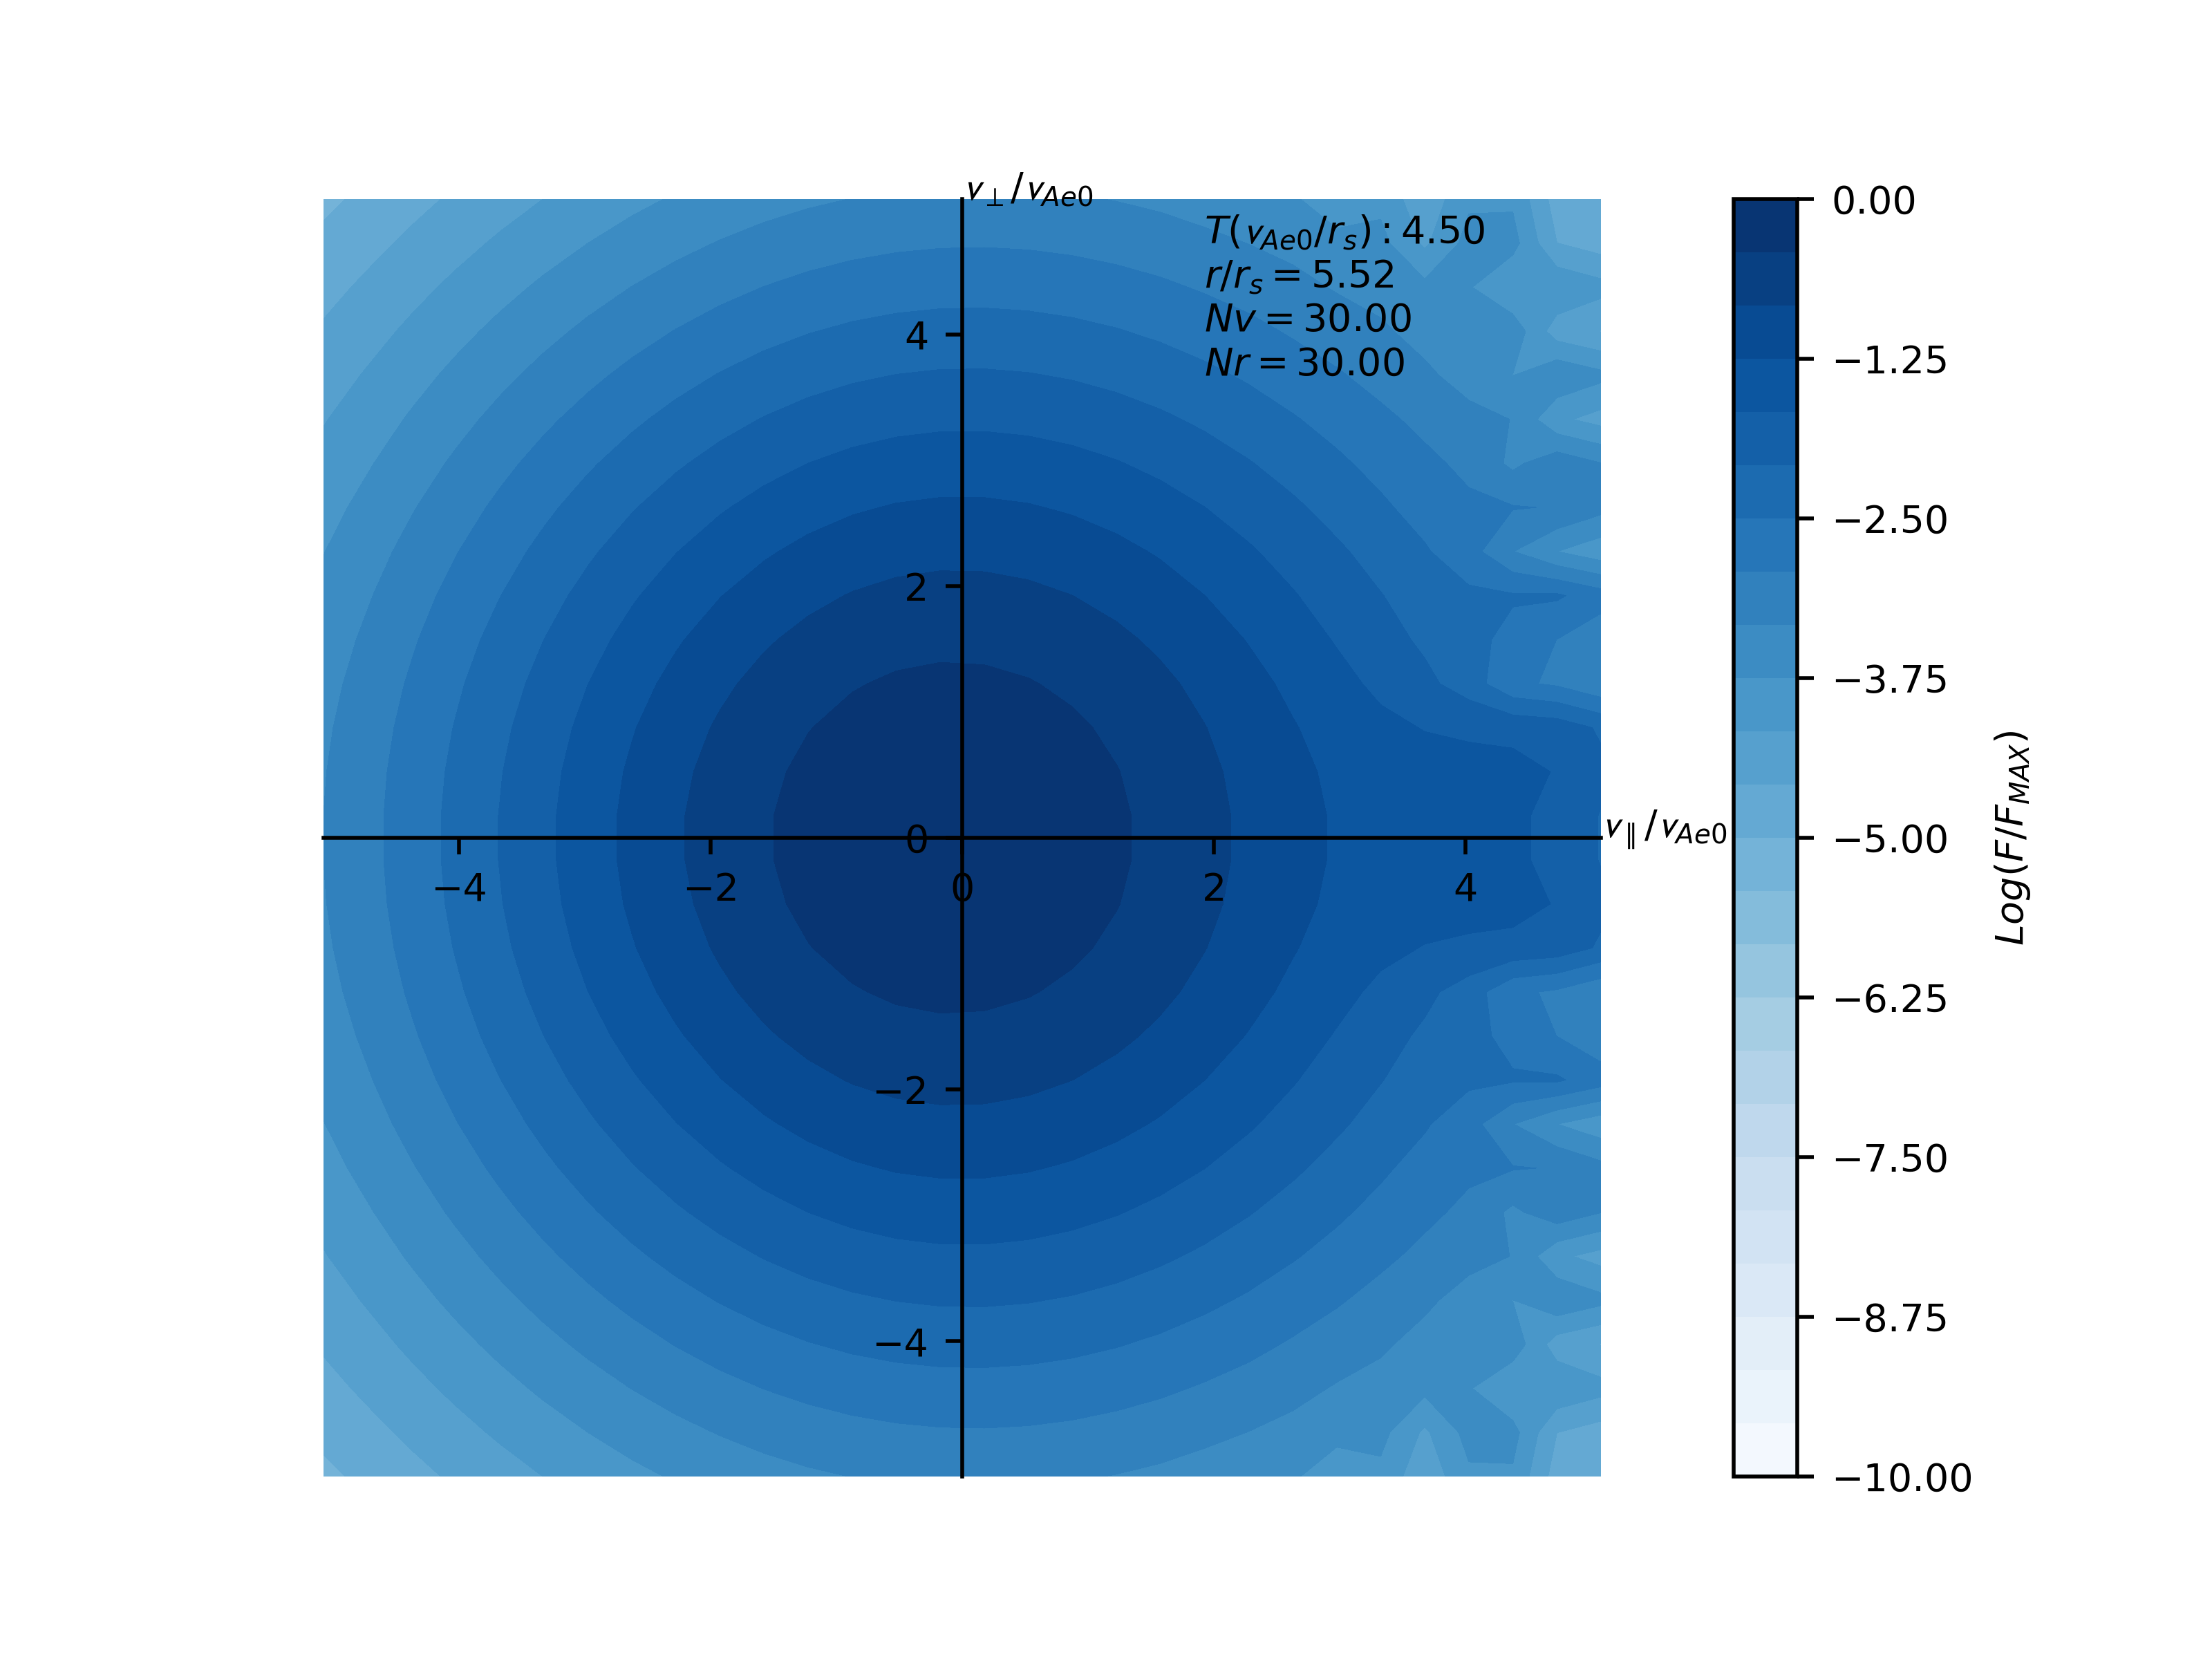 v⊥/vAe0
T(vAe0/rs):4.50
r/rs=5.52
Nv=30.00
Nr=30.00
4
2
0
−2
−4
−4 −2 0 2 4
v∥/vAe0
0.00
−1.25
−2.50
−3.75
−5.00
−6.25
−7.50
−8.75
−10.00
Log(F/FMAX)